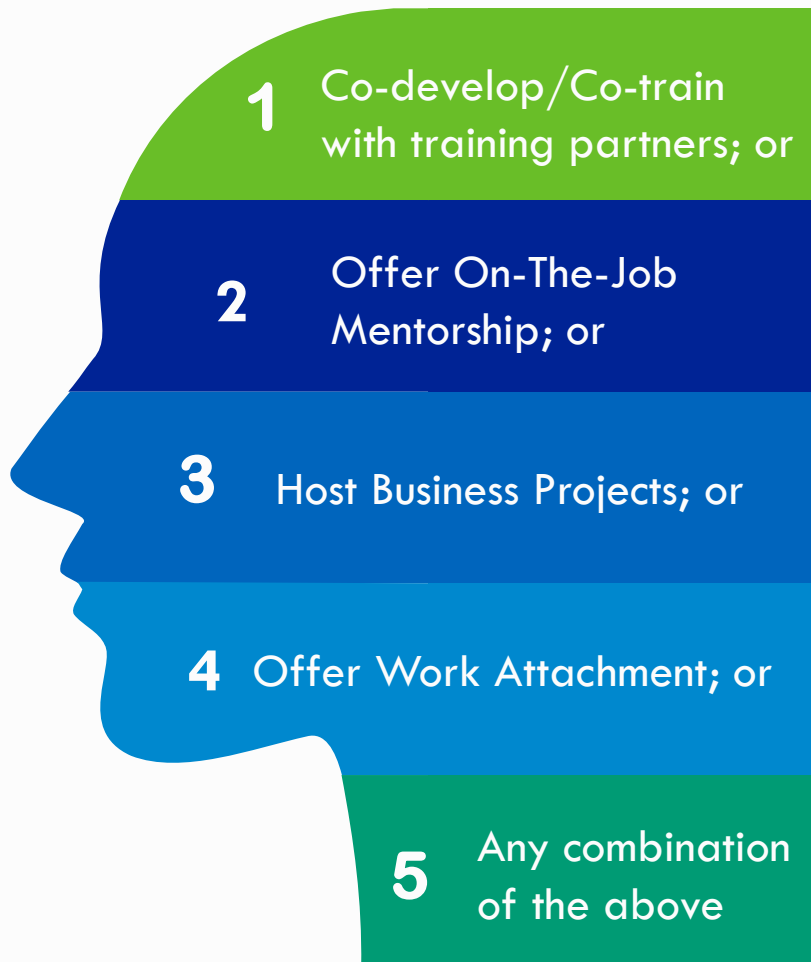 1 Co-develop/Co-train
with training partners; or
2 Offer On-The-Job
Mentorship; or
3 Host Business Projects; or
4 Offer Work Attachment; or
5 Any combination
of the above